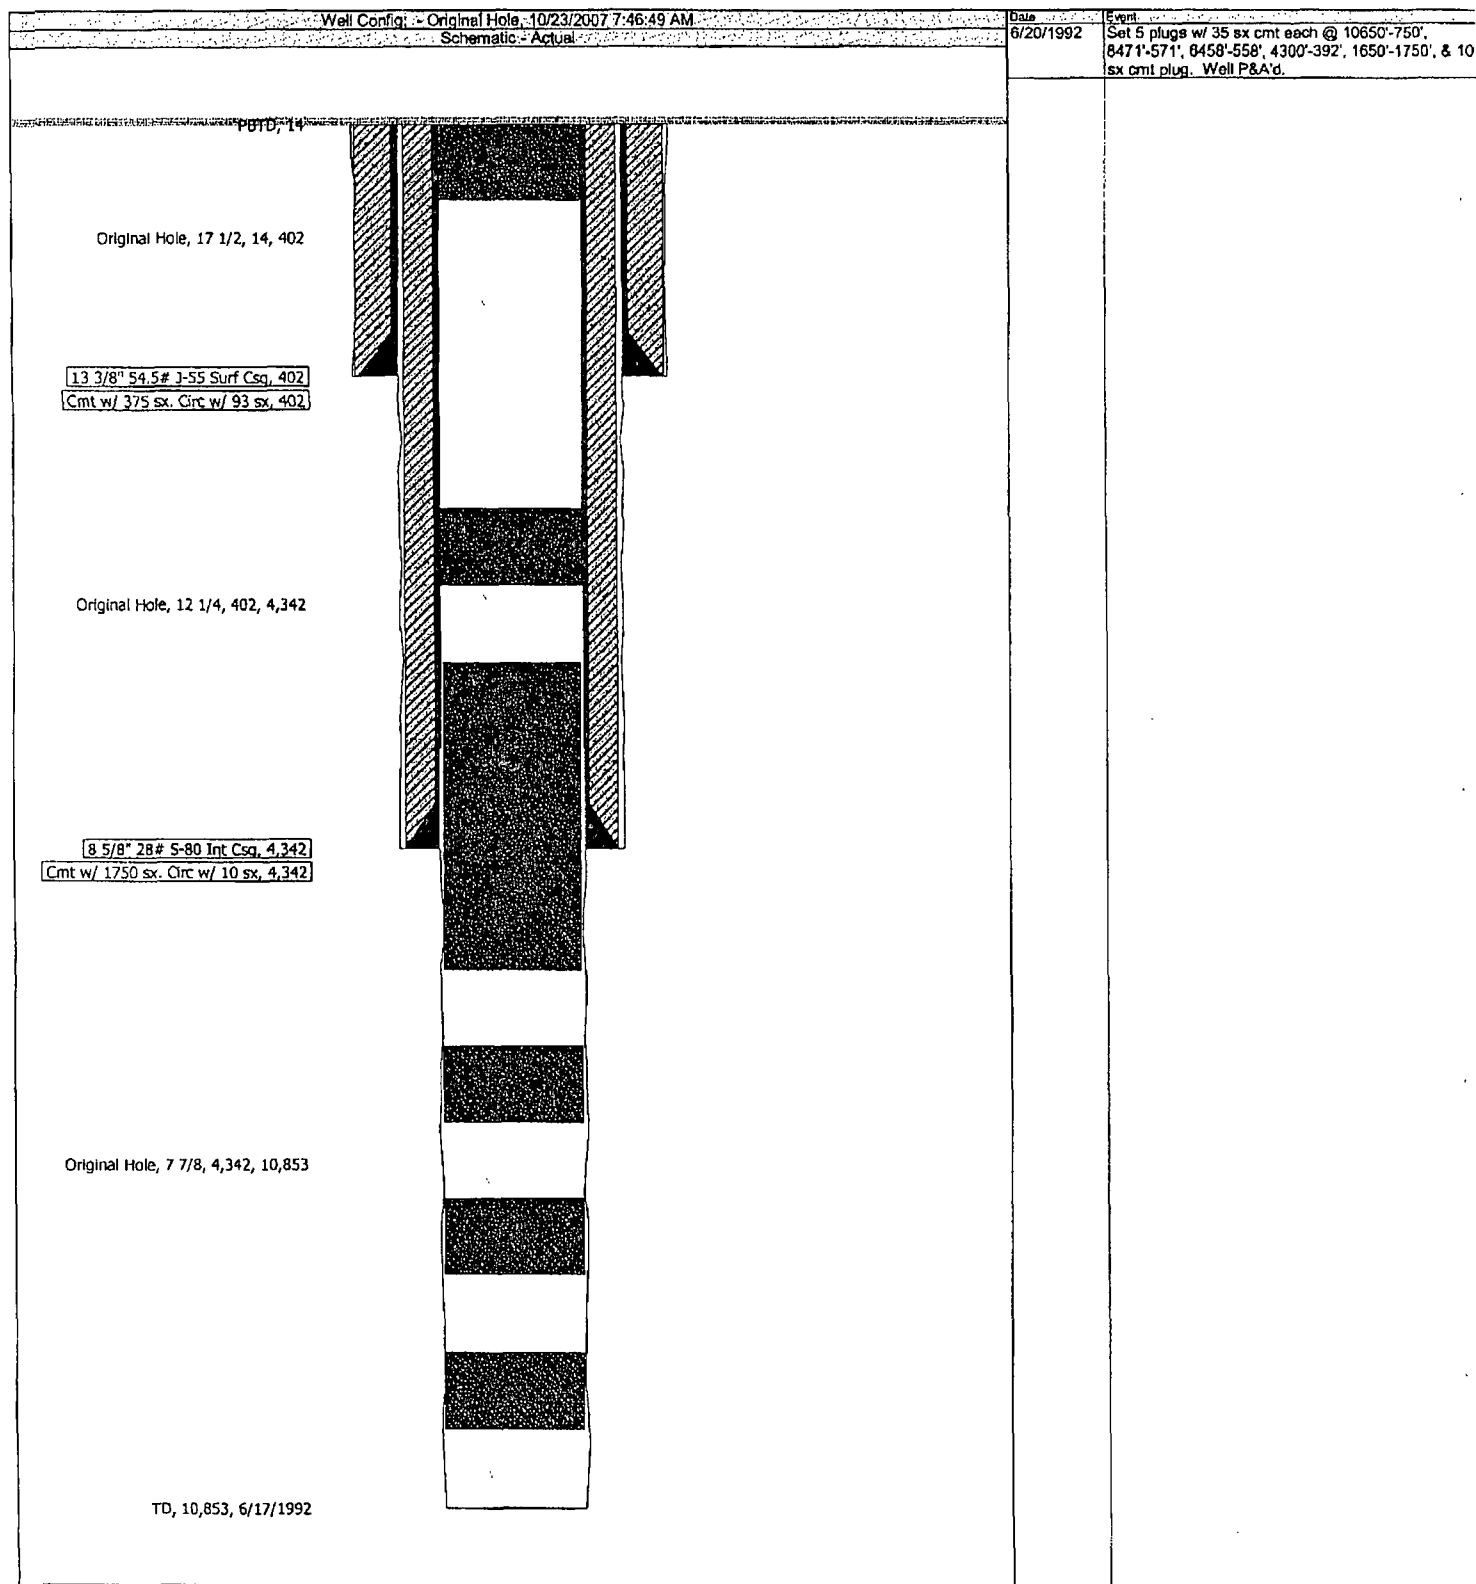 Well Config: - Original Hole, 10/23/2007 7:46:49 AM
Schematic - Actual
Date
Event
6/20/1992
Set 5 plugs w/ 35 sx cmt each @ 10650'-750',
8471'-571', 6458'-558', 4300'-392', 1650'-1750', & 10
sx cmt plug. Well P&A'd.
PBTD, 14
Original Hole, 17 1/2, 14, 402
13 3/8" 54.5# J-55 Surf Csg, 402
Cmt w/ 375 sx. Circ w/ 93 sx, 402
Original Hole, 12 1/4, 402, 4,342
8 5/8" 28# S-80 Int Csg, 4,342
Cmt w/ 1750 sx. Circ w/ 10 sx, 4,342
Original Hole, 7 7/8, 4,342, 10,853
TD, 10,853, 6/17/1992